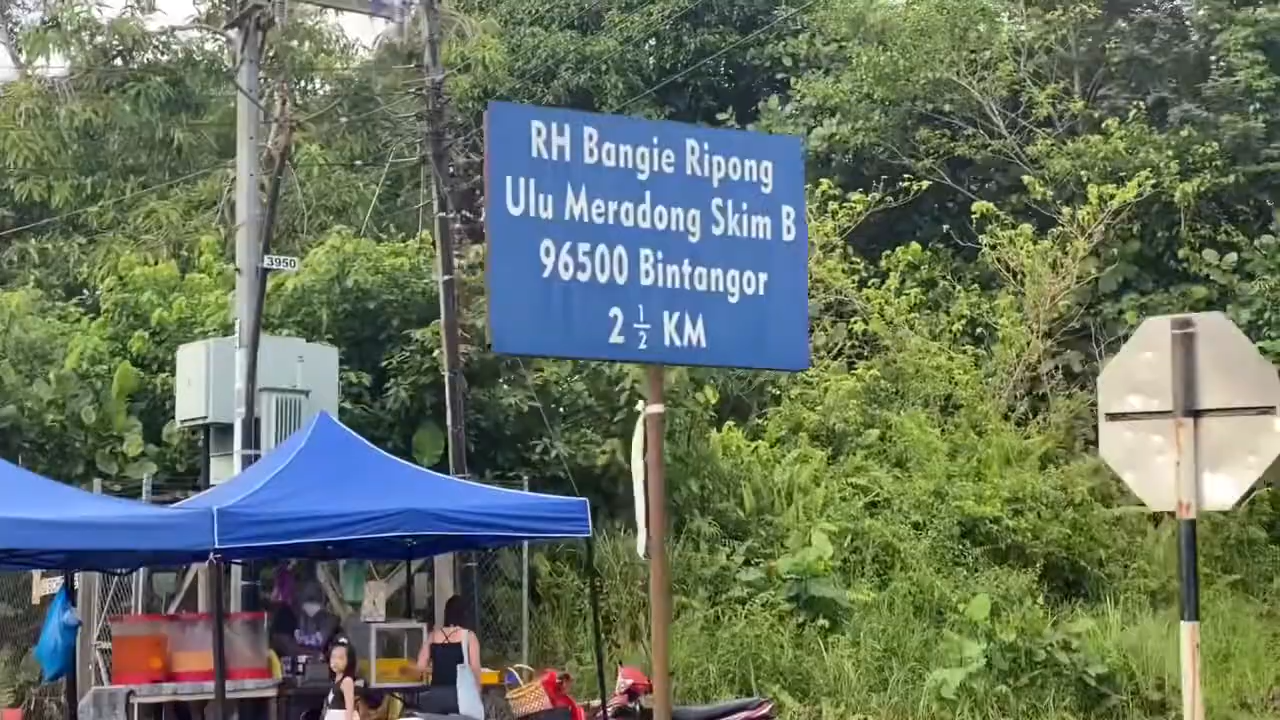 RH Bangie Ripong
Ulu Meradong Skim B
96500 Bintangor
2 ½ KM
3950